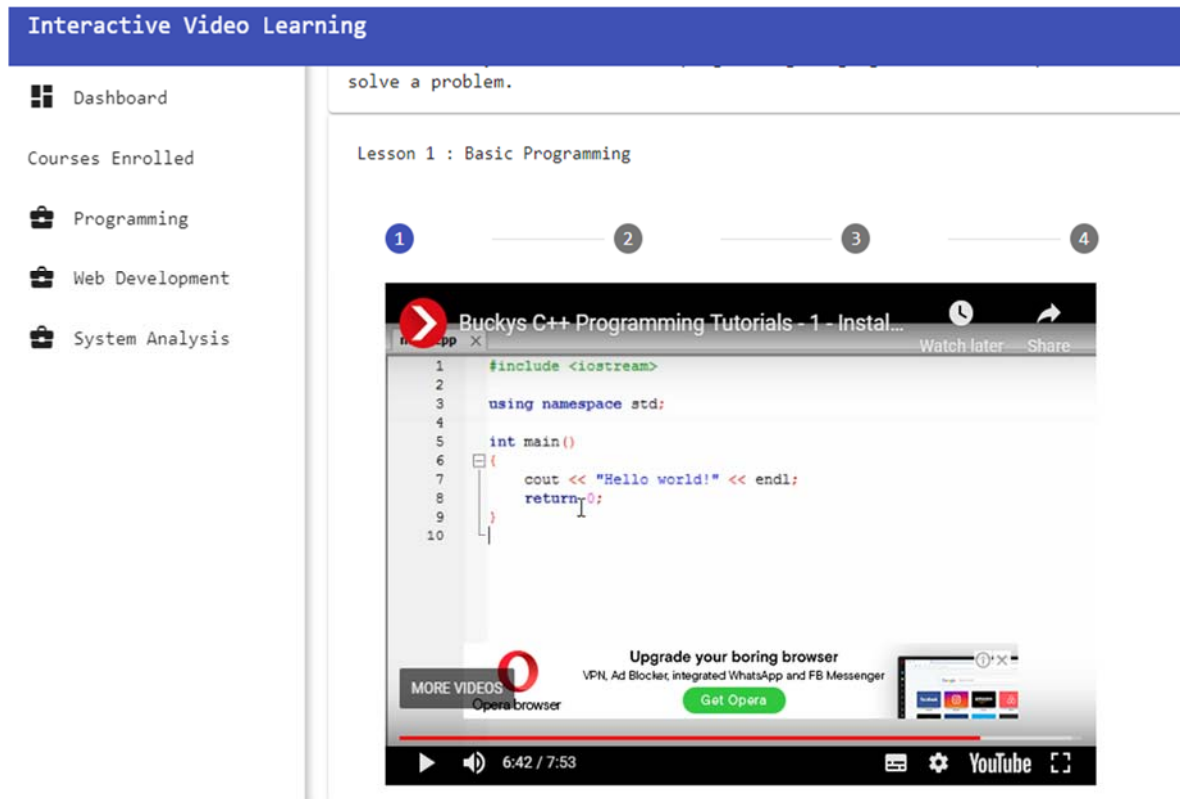 Interactive Video Learning
Dashboard
Courses Enrolled
Programming
Web Development
System Analysis
solve a problem.
Lesson 1 : Basic Programming
1 2 3 4
Buckys C++ Programming Tutorials - 1 - Instal...
Watch later Share
1 #include <iostream>
2
3 using namespace std;
4
5 int main()
6 {
7 cout << "Hello world!" << endl;
8 return 0;
9 }
10
Upgrade your boring browser
VPN, Ad Blocker, integrated WhatsApp and FB Messenger
Get Opera
MORE VIDEOS
Opera browser
6:42 / 7:53
YouTube